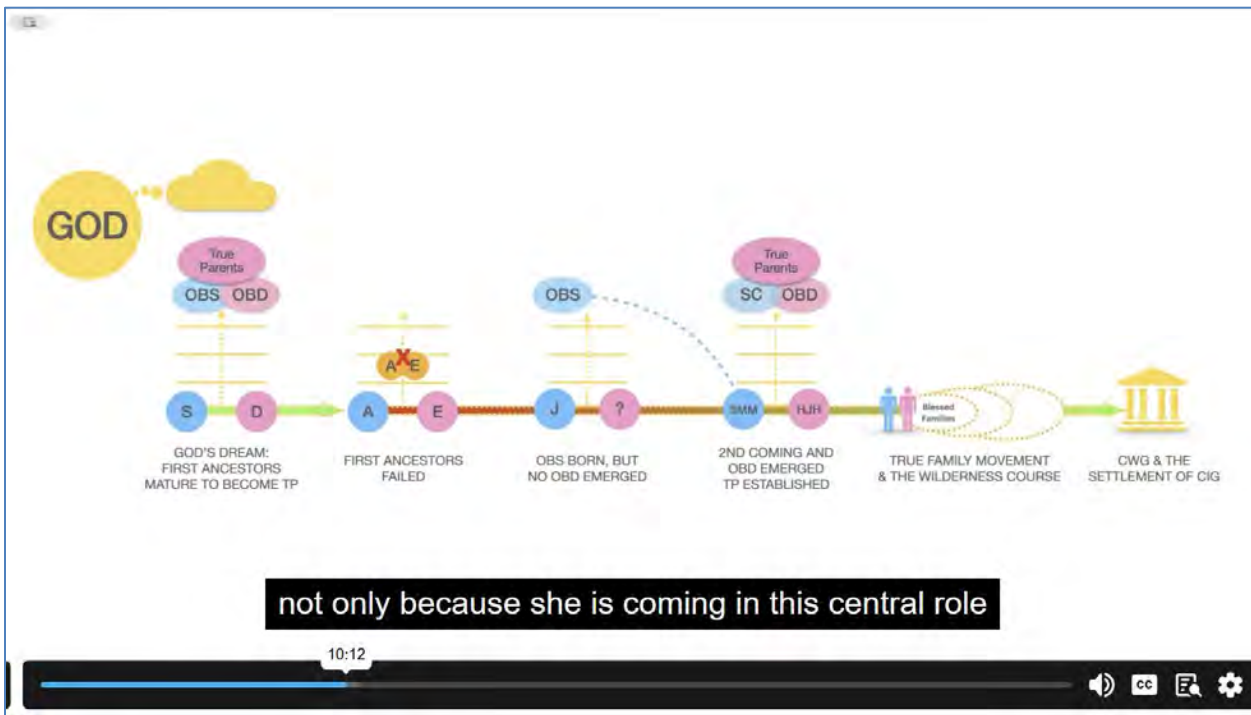 GOD
True
Parents
OBS OBD
OBS
True
Parents
SC OBD
A X E
S D A E J ? SMM HJH
Blessed
Families
GOD'S DREAM:
FIRST ANCESTORS
MATURE TO BECOME TP
FIRST ANCESTORS
FAILED
OBS BORN, BUT
NO OBD EMERGED
2ND COMING AND
OBD EMERGED
TP ESTABLISHED
TRUE FAMILY MOVEMENT
& THE WILDERNESS COURSE
CWG & THE
SETTLEMENT OF CIG
not only because she is coming in this central role
10:12
CC